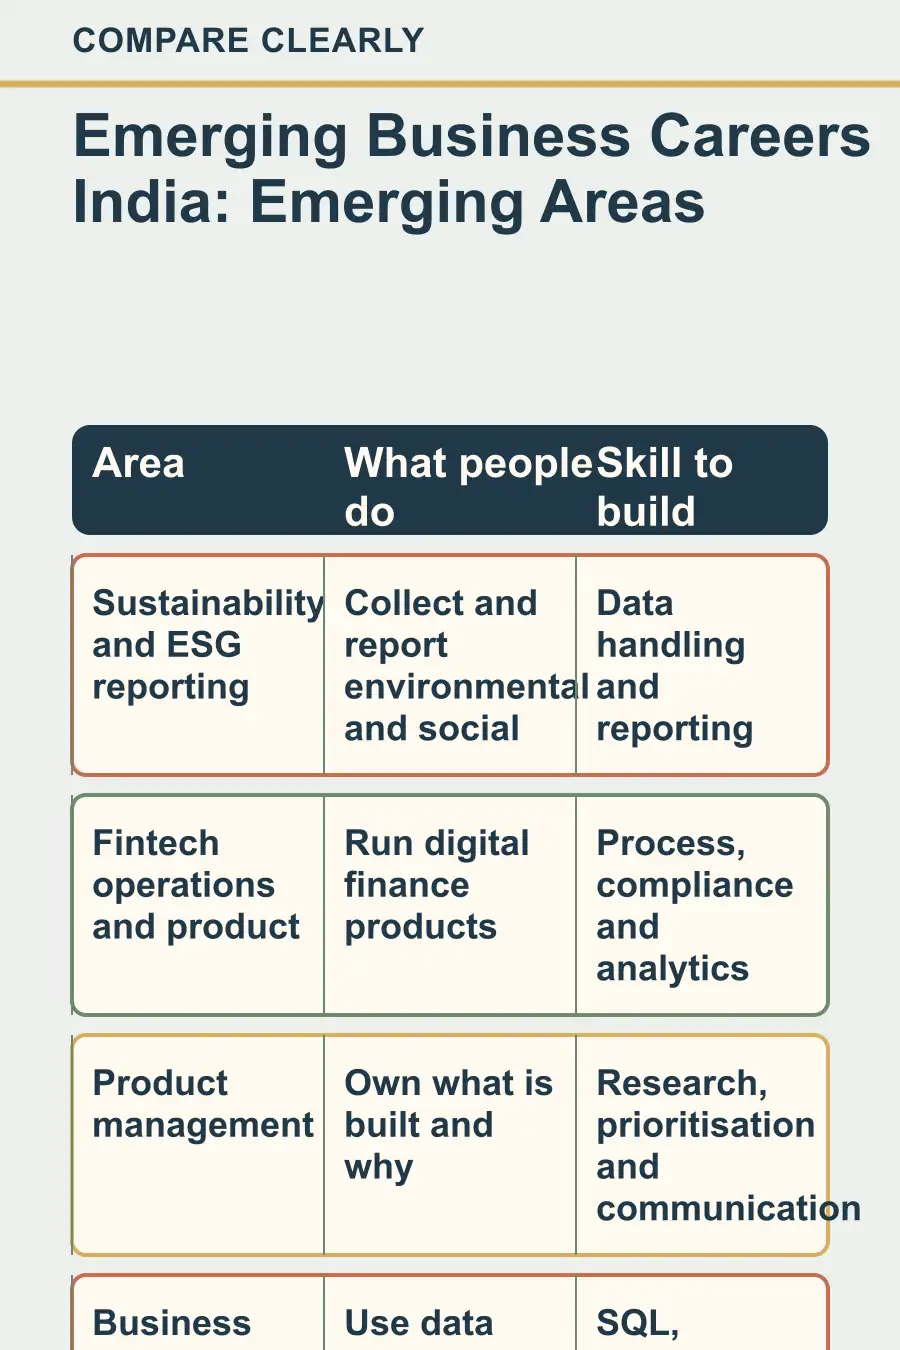 COMPARE CLEARLY
Emerging Business Careers
India: Emerging Areas
Area
What people
do
Skill to
build
Sustainability
and ESG
reporting
Collect and
report
environmental
and social
Data
handling
and
reporting
Fintech
operations
and product
Run digital
finance
products
Process,
compliance
and
analytics
Product
management
Own what is
built and
why
Research,
prioritisation
and
communication
Business
Use data
SQL,